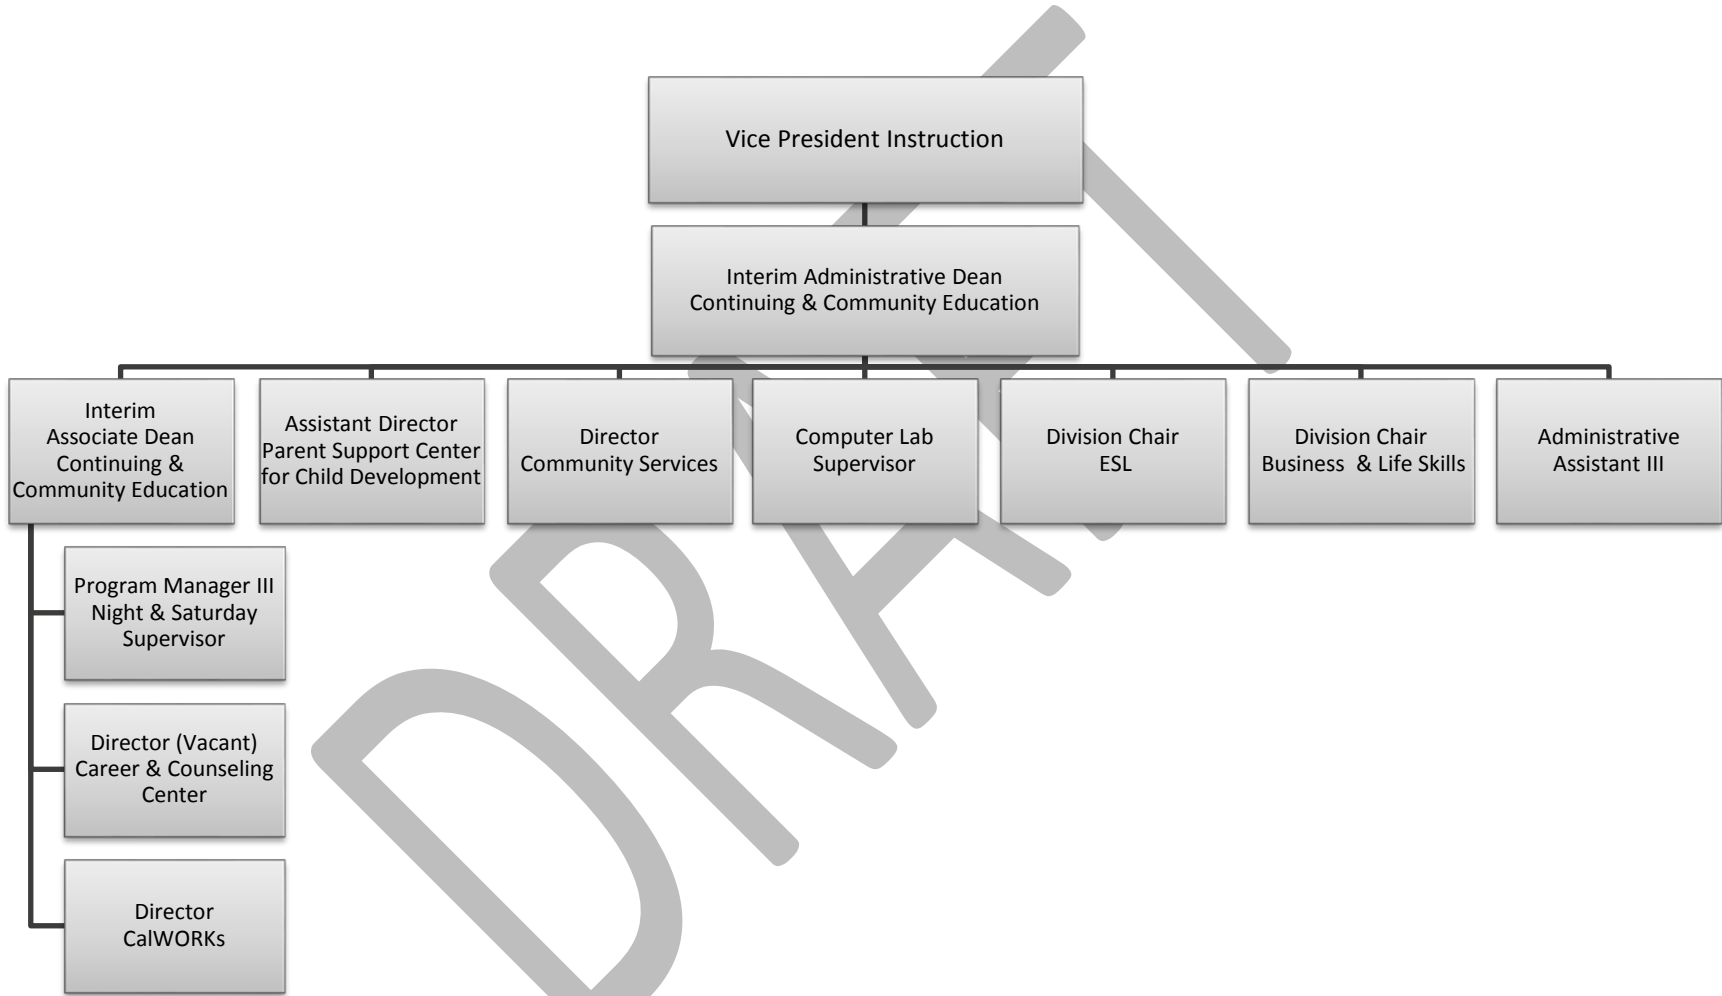 Vice President Instruction
Interim Administrative Dean
Continuing & Community Education
Interim
Associate Dean
Continuing &
Community Education
Assistant Director
Parent Support Center
for Child Development
Director
Community Services
Computer Lab
Supervisor
Division Chair
ESL
Division Chair
Business  & Life Skills
Administrative
Assistant III
Program Manager III
Night & Saturday
Supervisor
Director (Vacant)
Career & Counseling
Center
Director
CalWORKs
DRAFT